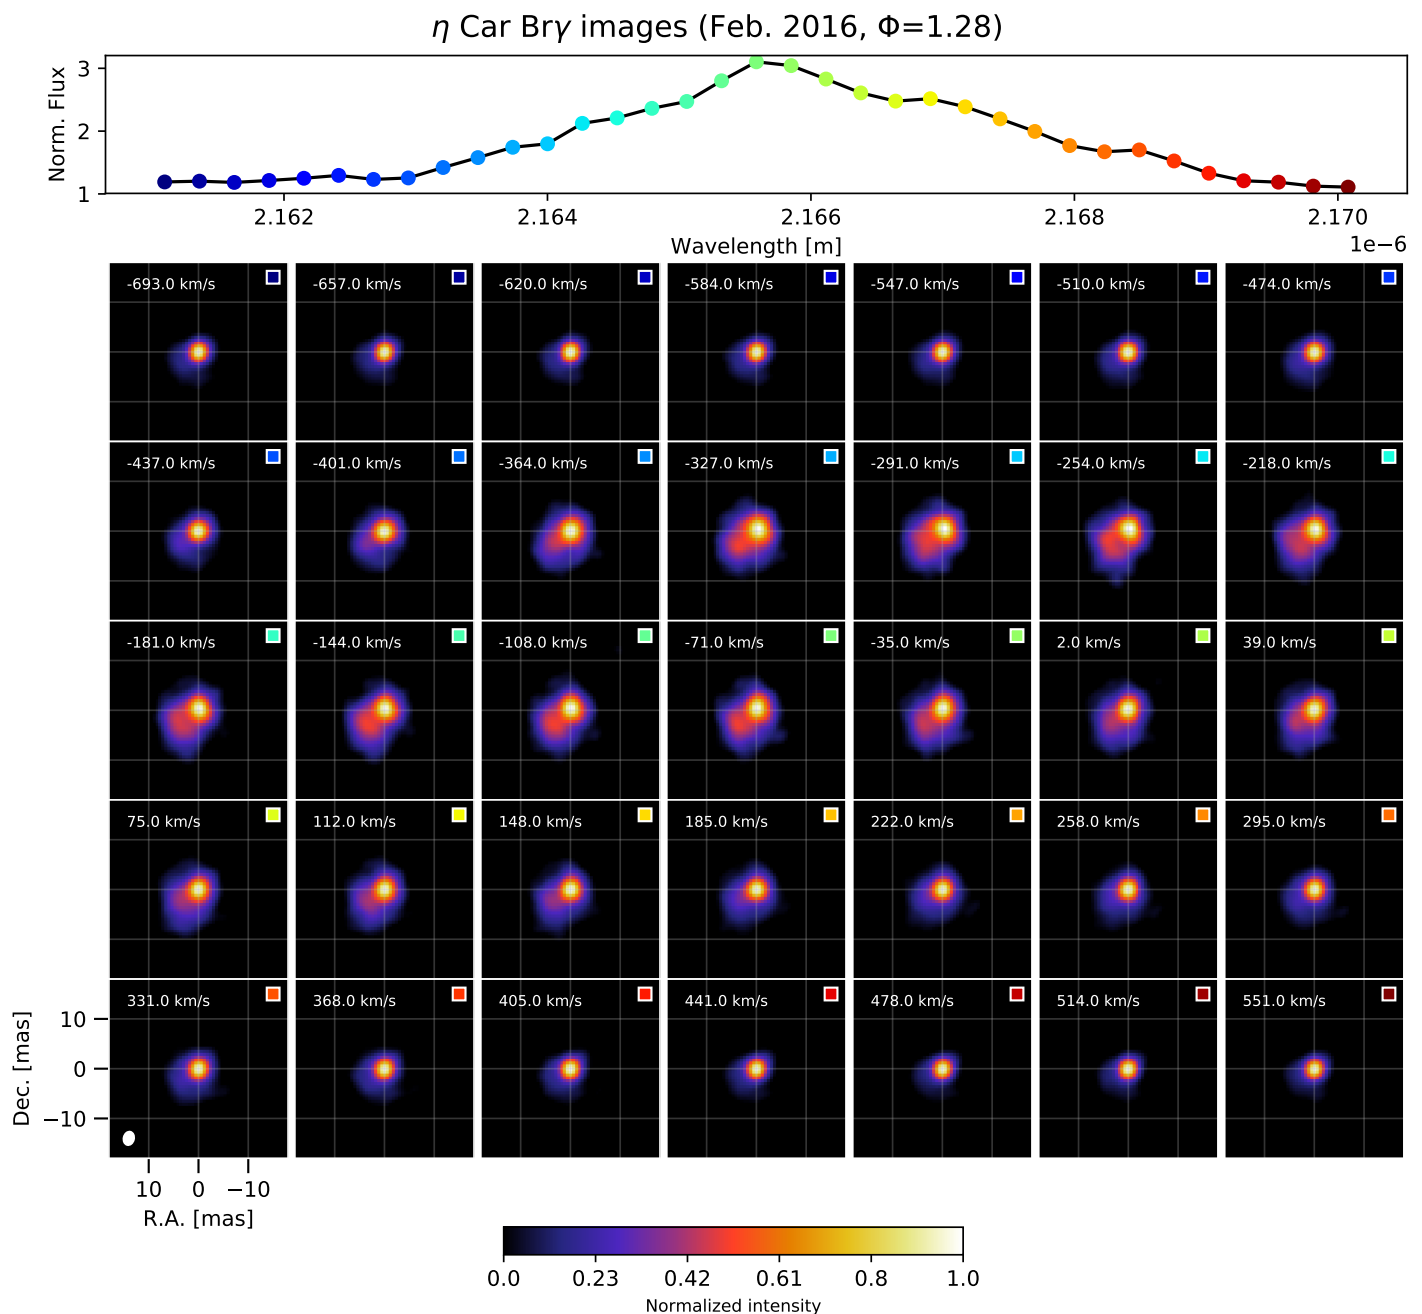 η Car Brγ images (Feb. 2016, Φ=1.28)
3
2
1
Norm. Flux
2.162 2.164 2.166 2.168 2.170
1e−6
Wavelength [m]
-693.0 km/s -657.0 km/s -620.0 km/s -584.0 km/s -547.0 km/s -510.0 km/s -474.0 km/s
-437.0 km/s -401.0 km/s -364.0 km/s -327.0 km/s -291.0 km/s -254.0 km/s -218.0 km/s
-181.0 km/s -144.0 km/s -108.0 km/s -71.0 km/s -35.0 km/s 2.0 km/s 39.0 km/s
75.0 km/s 112.0 km/s 148.0 km/s 185.0 km/s 222.0 km/s 258.0 km/s 295.0 km/s
331.0 km/s 368.0 km/s 405.0 km/s 441.0 km/s 478.0 km/s 514.0 km/s 551.0 km/s
10
0
−10
Dec. [mas]
10 0 −10
R.A. [mas]
0.0 0.23 0.42 0.61 0.8 1.0
Normalized intensity